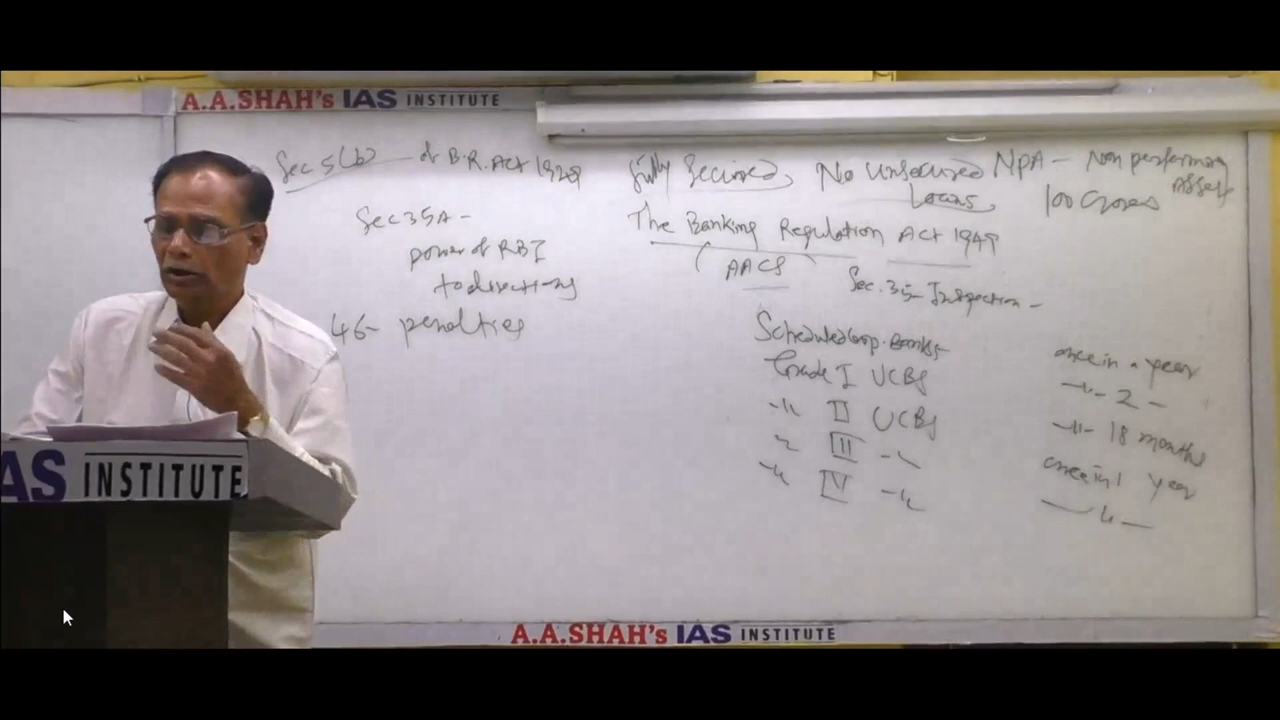 A.A.SHAH's IAS INSTITUTE
Sec 5(b) — of B.R. Act 1949
Sec 35A -
power of RBI
to directions
46- penalties
fully Secured, No Unsecured
Loans,
NPA - Non performing
Assets
100 Crores
The Banking Regulation Act 1949
(AACS)
Sec. 35- Inspection -
Scheduled Cop. Banks- once in a year
Grade I UCBs -"- 2 -
-"- II UCBs -"- 18 months
" III -"- once in 1 year
-"- IV -"- —"—
AS INSTITUTE
A.A.SHAH's IAS INSTITUTE